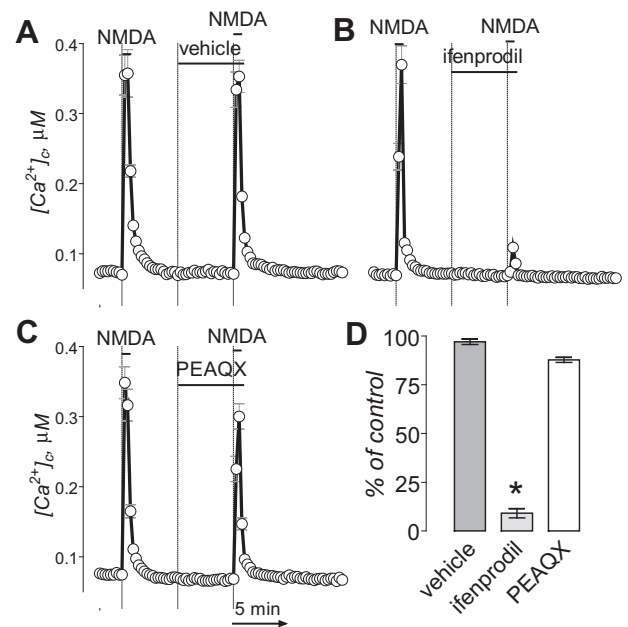 A
NMDA
vehicle
NMDA
B
NMDA
ifenprodil
NMDA
0.4
0.3
0.2
0.1
[Ca2+]c, μM
C
NMDA
PEAQX
NMDA
0.4
0.3
0.2
0.1
[Ca2+]c, μM
5 min
D
100
75
50
25
0
% of control
*
vehicle
ifenprodil
PEAQX